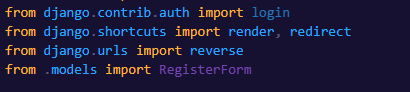 from django.contrib.auth import login
from django.shortcuts import render, redirect
from django.urls import reverse
from .models import RegisterForm